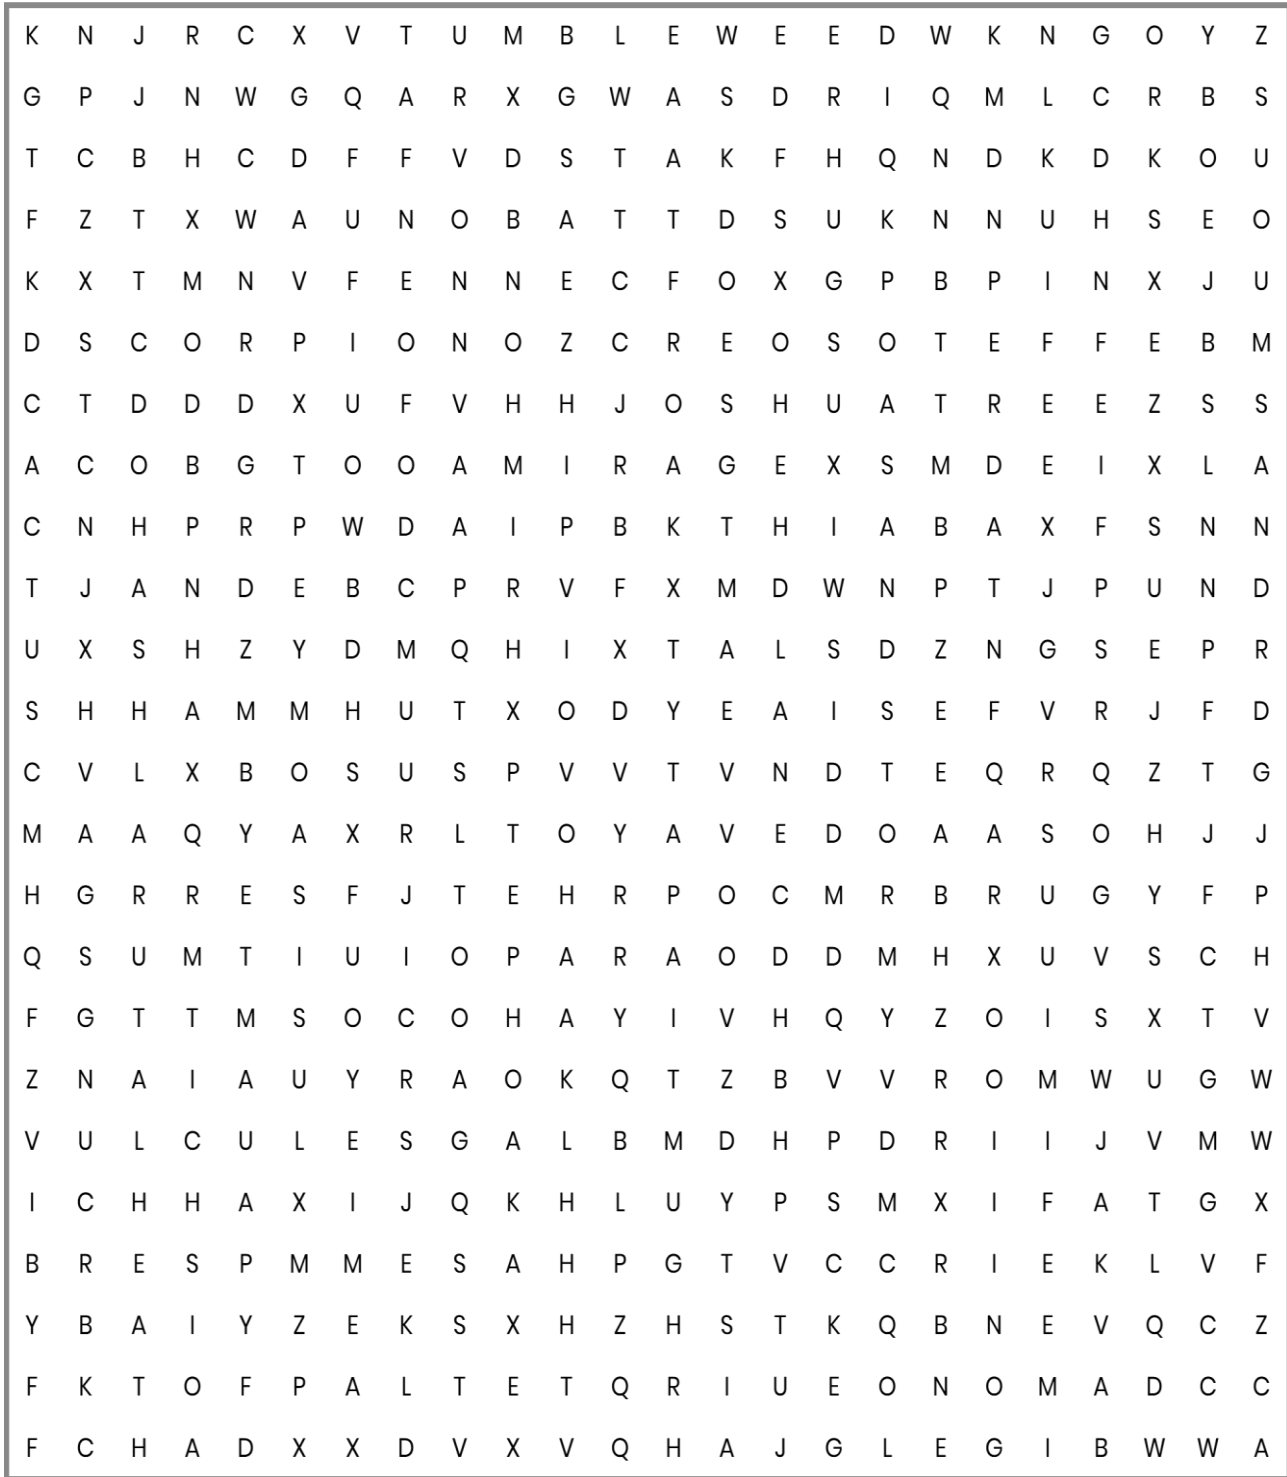 K N J R C X V T U M B L E W E E D W K N G O Y Z
G P J N W G Q A R X G W A S D R I Q M L C R B S
T C B H C D F F V D S T A K F H Q N D K D K O U
F Z T X W A U N O B A T T D S U K N N U H S E O
K X T M N V F E N N E C F O X G P B P I N X J U
D S C O R P I O N O Z C R E O S O T E F F E B M
C T D D D X U F V H H J O S H U A T R E E Z S S
A C O B G T O O A M I R A G E X S M D E I X L A
C N H P R P W D A I P B K T H I A B A X F S N N
T J A N D E B C P R V F X M D W N P T J P U N D
U X S H Z Y D M Q H I X T A L S D Z N G S E P R
S H H A M M H U T X O D Y E A I S E F V R J F D
C V L X B O S U S P V V T V N D T E Q R Q Z T G
M A A Q Y A X R L T O Y A V E D O A A S O H J J
H G R R E S F J T E H R P O C M R B R U G Y F P
Q S U M T I U I O P A R A O D D M H X U V S C H
F G T T M S O C O H A Y I V H Q Y Z O I S X T V
Z N A I A U Y R A O K Q T Z B V V R O M W U G W
V U L C U L E S G A L B M D H P D R I I J V M W
I C H H A X I J Q K H L U Y P S M X I F A T G X
B R E S P M M E S A H P G T V C C R I E K L V F
Y B A I Y Z E K S X H Z H S T K Q B N E V Q C Z
F K T O F P A L T E T Q R I U E O N O M A D C C
F C H A D X X D V X V Q H A J G L E G I B W W A